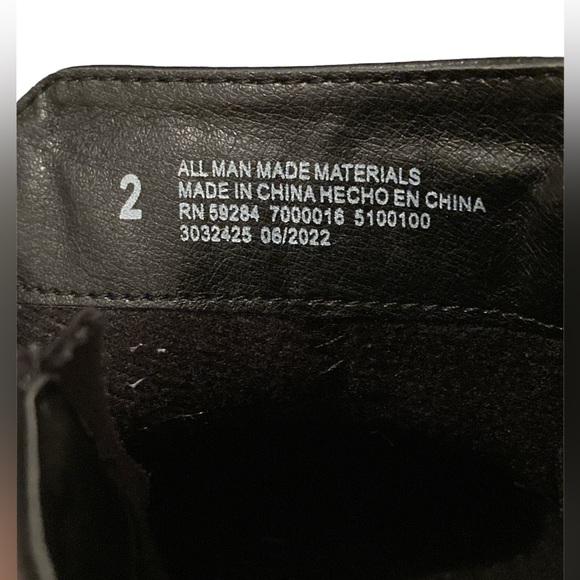 2
ALL MAN MADE MATERIALS
MADE IN CHINA HECHO EN CHINA
RN 59284 7000016 5100100
3032425 06/2022